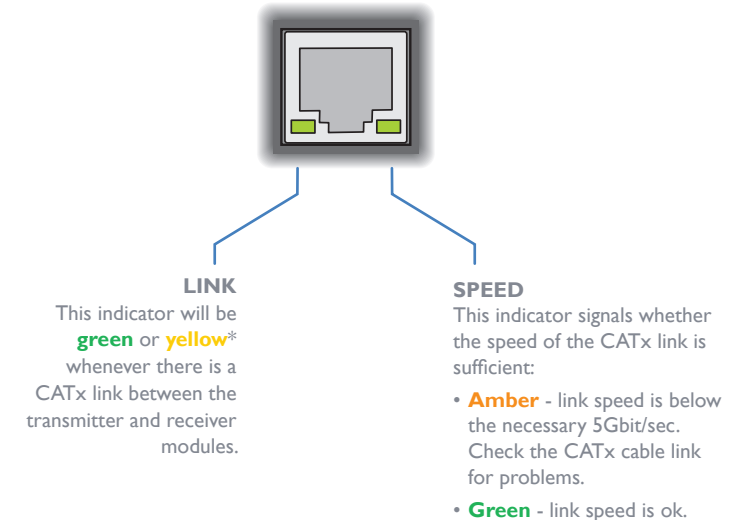 LINK
This indicator will be
green or yellow*
whenever there is a
CATx link between the
transmitter and receiver
modules.
SPEED
This indicator signals whether
the speed of the CATx link is
sufficient:
• Amber - link speed is below
the necessary 5Gbit/sec.
Check the CATx cable link
for problems.
• Green - link speed is ok.